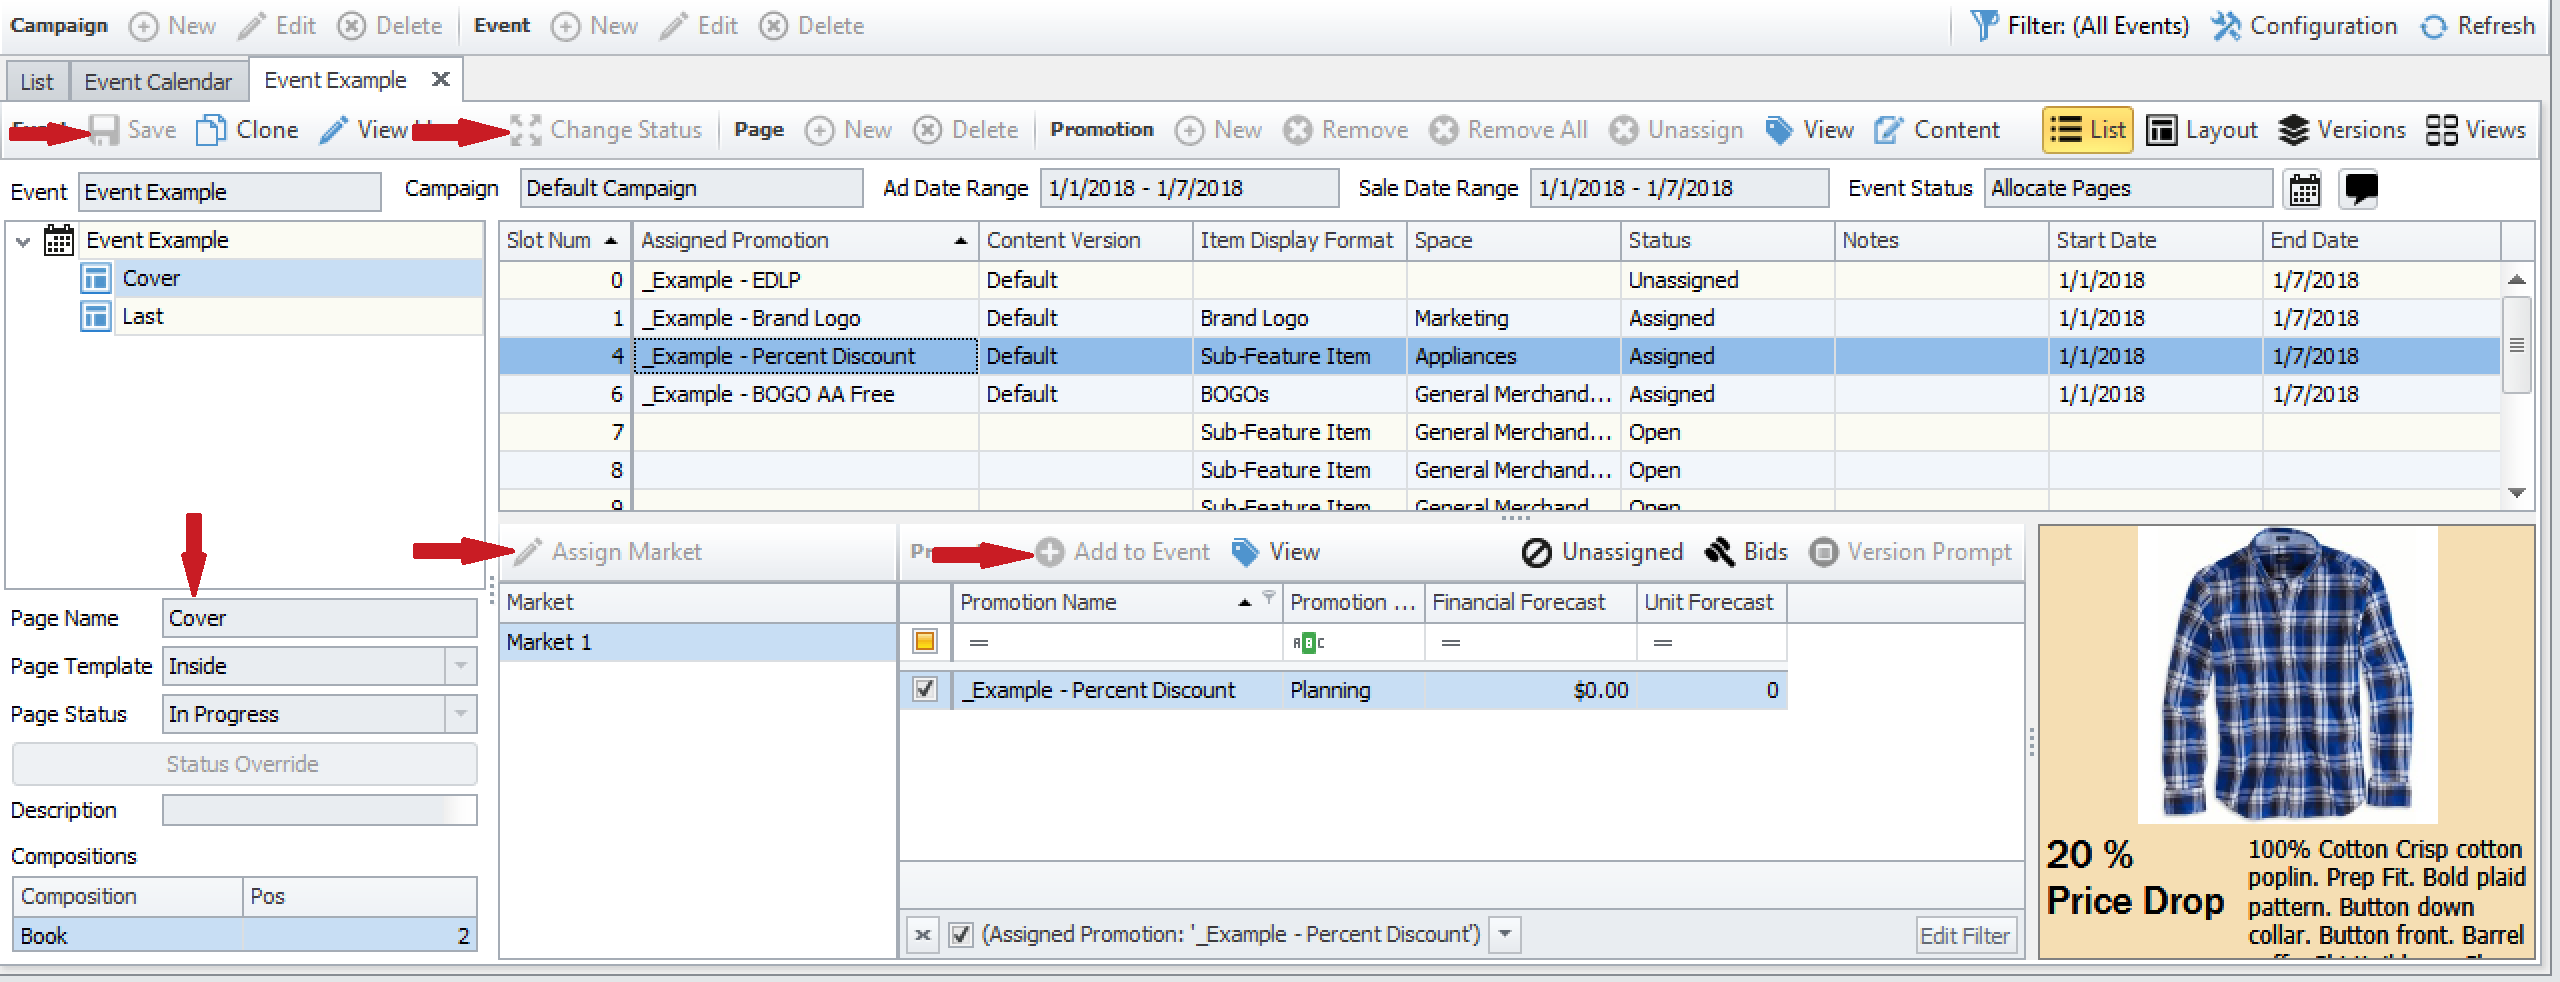 Campaign New Edit Delete Event New Edit Delete Filter: (All Events) Configuration Refresh
List Event Calendar Event Example
Save Clone View Change Status Page New Delete Promotion New Remove Remove All Unassign View Content List Layout Versions Views
Event Event Example Campaign Default Campaign Ad Date Range 1/1/2018 - 1/7/2018 Sale Date Range 1/1/2018 - 1/7/2018 Event Status Allocate Pages
Event Example
Cover
Last
Slot Num Assigned Promotion Content Version Item Display Format Space Status Notes Start Date End Date
0 _Example - EDLP Default Unassigned 1/1/2018 1/7/2018
1 _Example - Brand Logo Default Brand Logo Marketing Assigned 1/1/2018 1/7/2018
4 _Example - Percent Discount Default Sub-Feature Item Appliances Assigned 1/1/2018 1/7/2018
6 _Example - BOGO AA Free Default BOGOs General Merchand... Assigned 1/1/2018 1/7/2018
7 Sub-Feature Item General Merchand... Open
8 Sub-Feature Item General Merchand... Open
9 Sub-Feature Item General Merchand Open
Page Name Cover
Page Template Inside
Page Status In Progress
Status Override
Description
Compositions
Composition Pos
Book 2
Assign Market
Market
Market 1
Add to Event View Unassigned Bids Version Prompt
Promotion Name Promotion ... Financial Forecast Unit Forecast
= ABC = =
_Example - Percent Discount Planning $0.00 0
(Assigned Promotion: '_Example - Percent Discount') Edit Filter
20 %
Price Drop
100% Cotton Crisp cotton
poplin. Prep Fit. Bold plaid
pattern. Button down
collar. Button front. Barrel